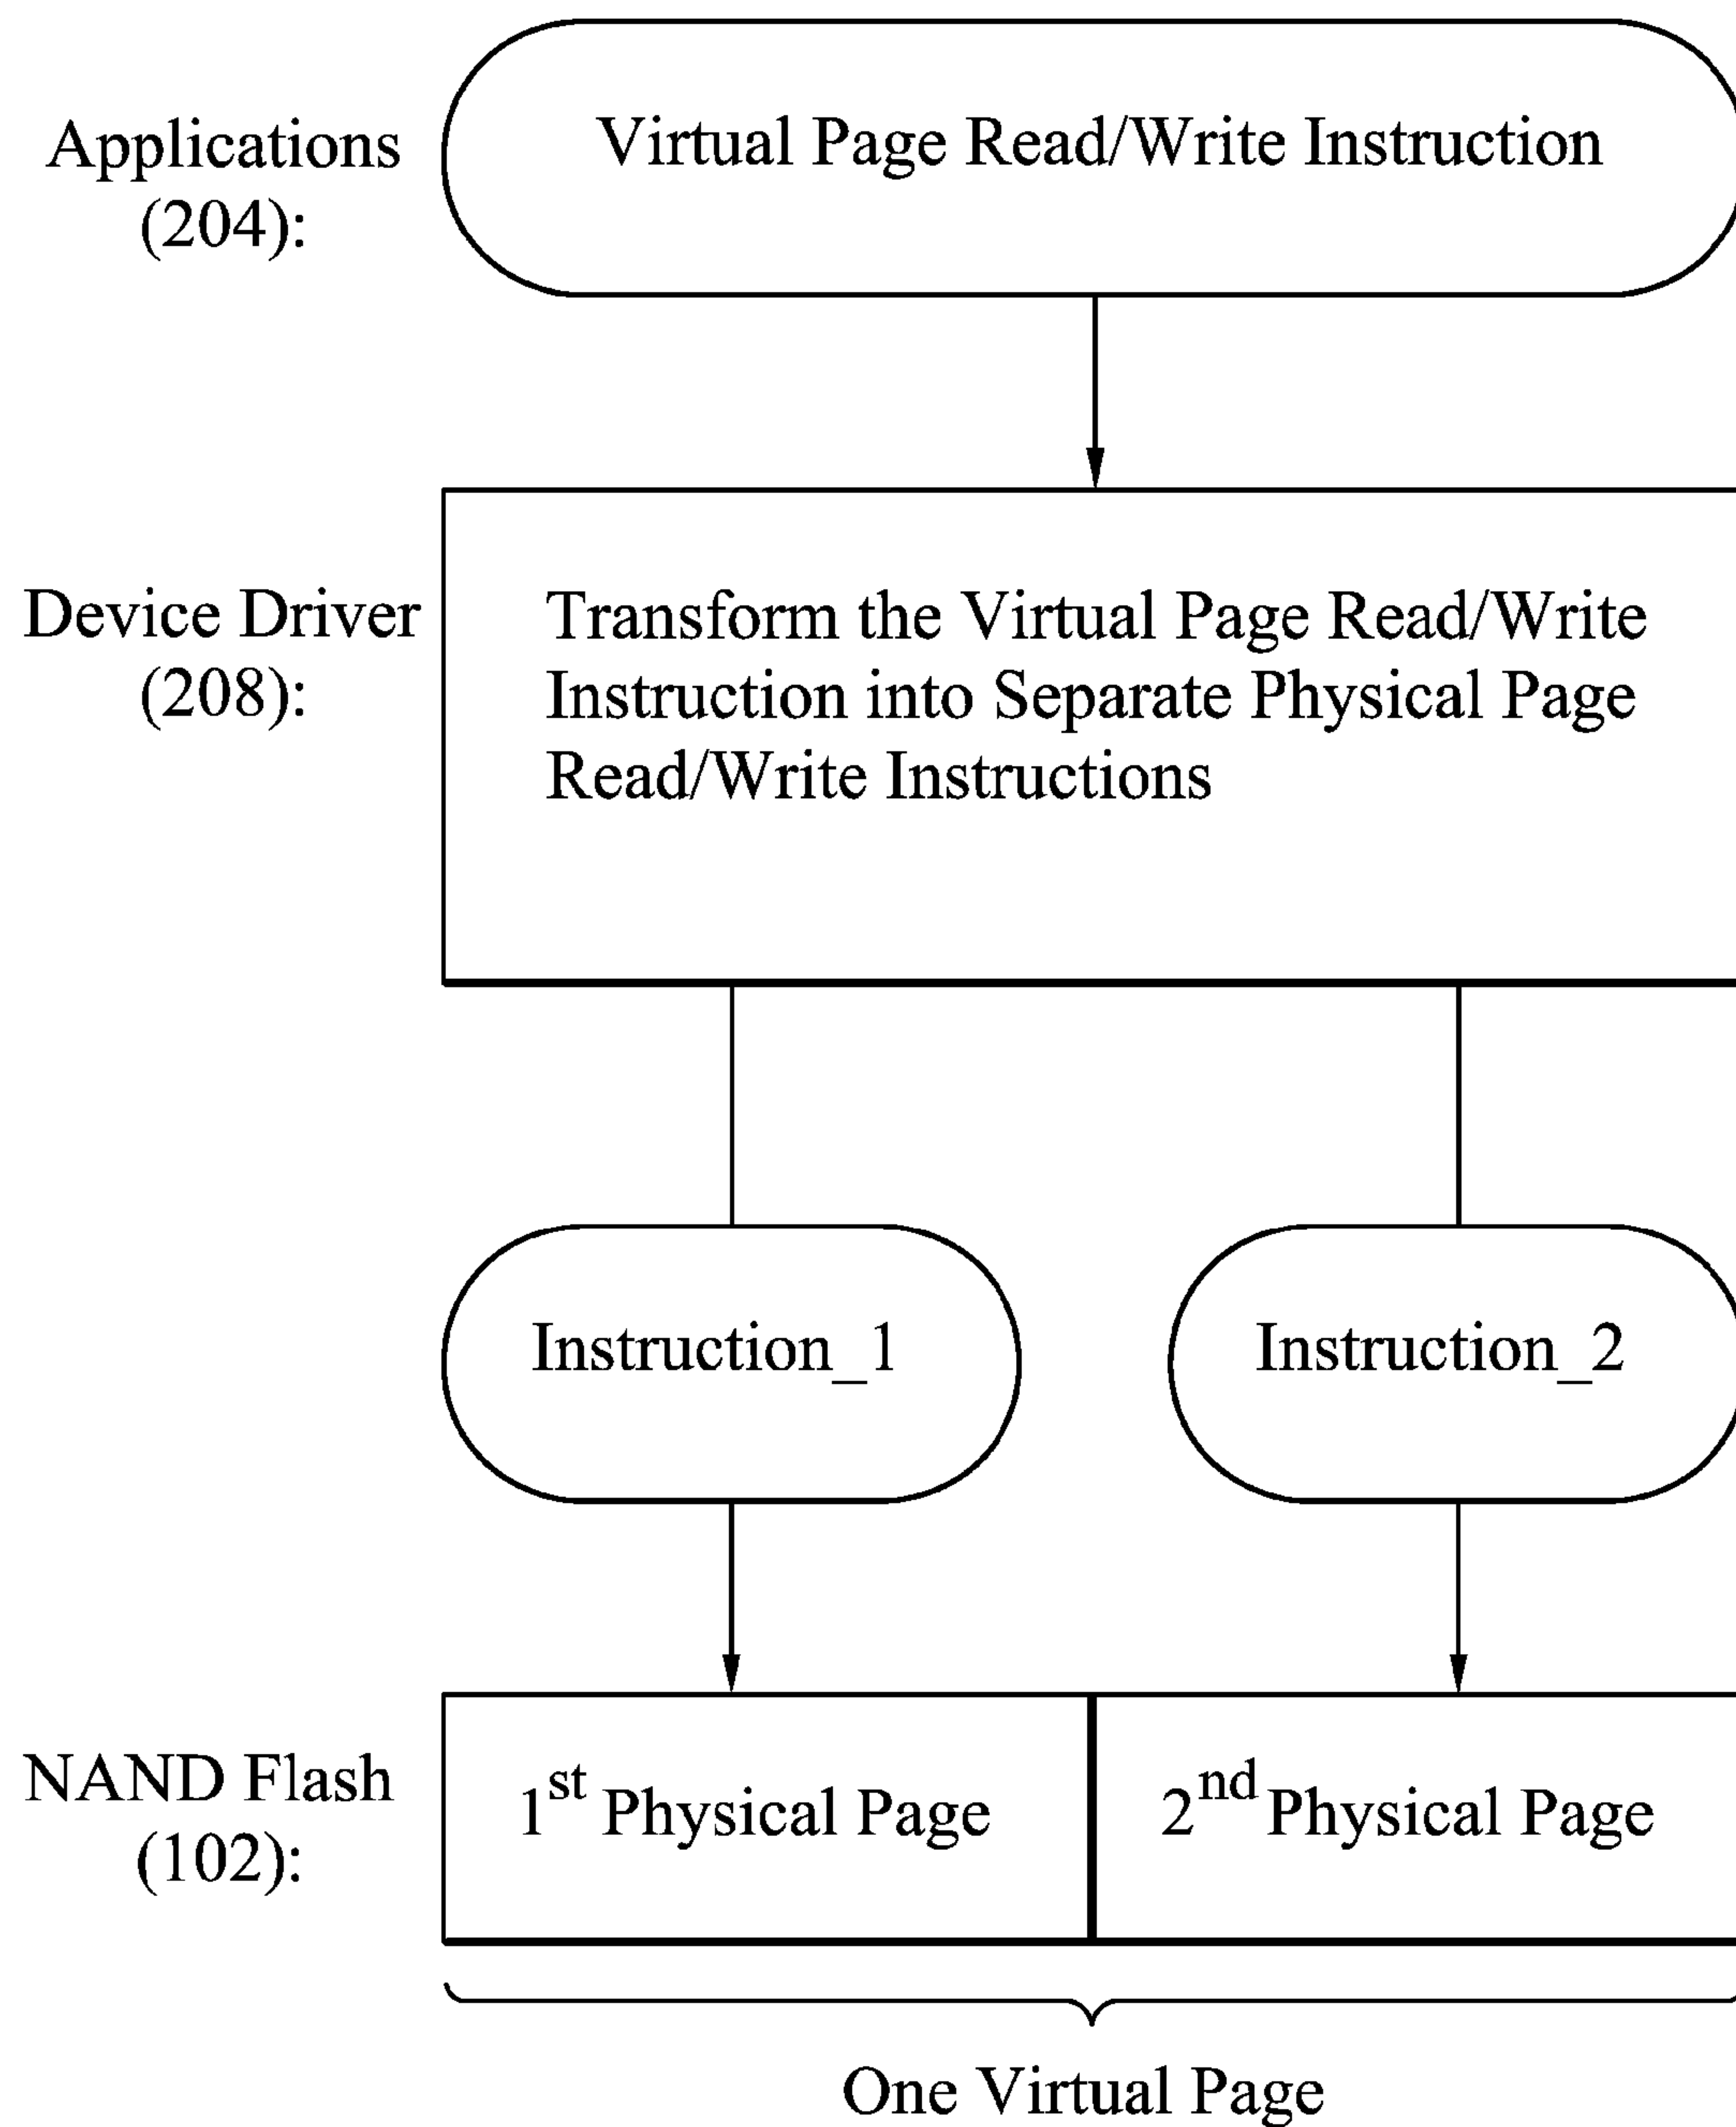 Applications
(204):
Virtual Page Read/Write Instruction
Device Driver
(208):
Transform the Virtual Page Read/Write
Instruction into Separate Physical Page
Read/Write Instructions
Instruction_1
Instruction_2
NAND Flash
(102):
1st Physical Page
2nd Physical Page
One Virtual Page